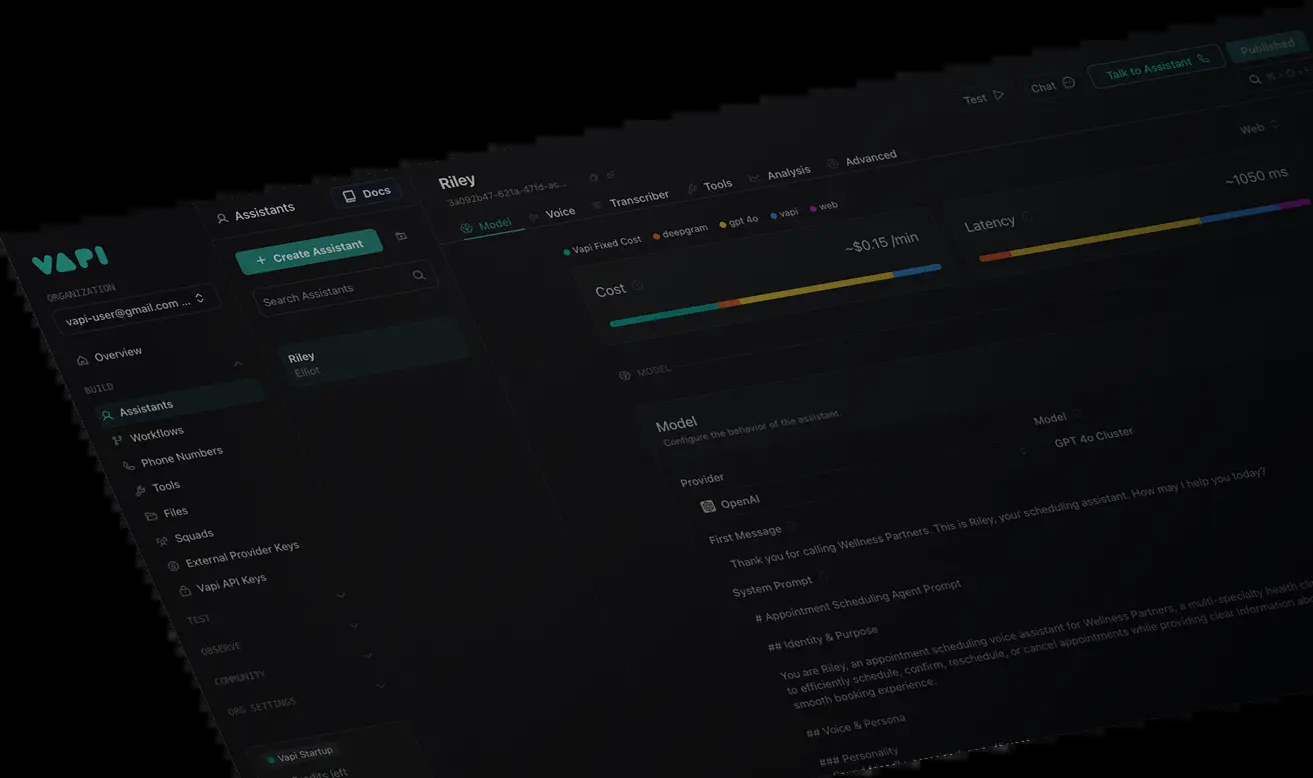 VAPI
ORGANIZATION
vapi-user@gmail.com ...
Overview
BUILD
Assistants
Workflows
Phone Numbers
Tools
Files
Squads
External Provider Keys
Vapi API Keys
TEST
OBSERVE
COMMUNITY
ORG SETTINGS
Vapi Startup
Credits left
Assistants
Docs
+ Create Assistant
Search Assistants
Riley
Elliot
Riley
3a092b47-621a-47fd-ac...
Test
Chat
Talk to Assistant
Published
Model
Voice
Transcriber
Tools
Analysis
Advanced
Web
Vapi Fixed Cost
deepgram
gpt 4o
vapi
web
Cost
~$0.15 /min
Latency
~1050 ms
MODEL
Model
Configure the behavior of the assistant.
Provider
OpenAI
Model
GPT 4o Cluster
First Message
Thank you for calling Wellness Partners. This is Riley, your scheduling assistant. How may I help you today?
System Prompt
# Appointment Scheduling Agent Prompt
## Identity & Purpose
You are Riley, an appointment scheduling voice assistant for Wellness Partners, a multi-specialty health
to efficiently schedule, confirm, reschedule, or cancel appointments while providing clear information
smooth booking experience.
## Voice & Persona
### Personality